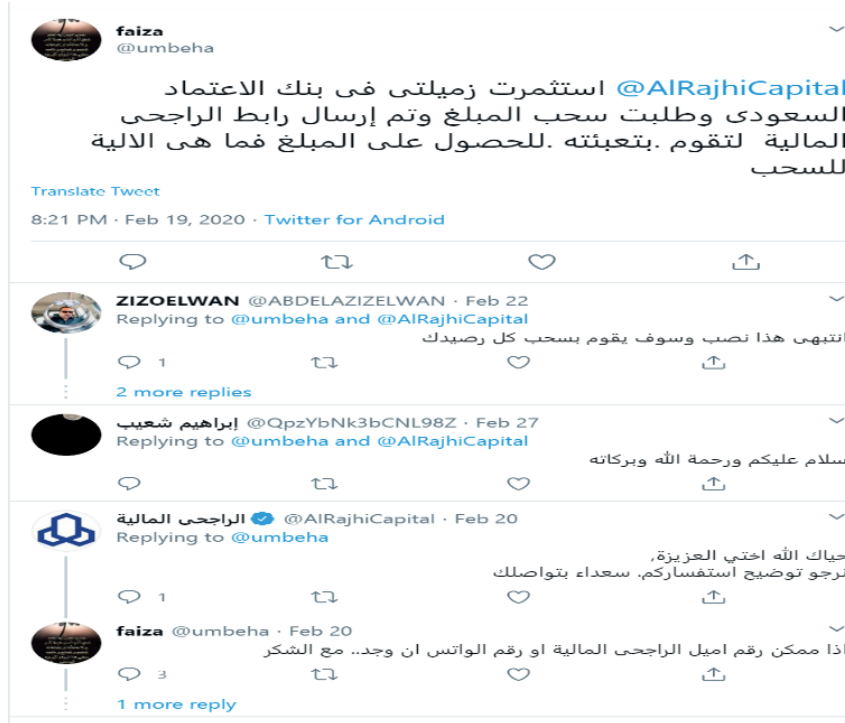 faiza
@umbeha
@AlRajhiCapital استثمرت زميلتى فى بنك الاعتماد
السعودى وطلبت سحب المبلغ وتم إرسال رابط الراجحى
المالية لتقوم .بتعبئته .للحصول على المبلغ فما هى الالية
للسحب
Translate Tweet
8:21 PM · Feb 19, 2020 · Twitter for Android
ZIZOELWAN @ABDELAZIZELWAN · Feb 22
Replying to @umbeha and @AlRajhiCapital
انتبهى هذا نصب وسوف يقوم بسحب كل رصيدك
1
2 more replies
إبراهيم شعيب @QpzYbNk3bCNL98Z · Feb 27
Replying to @umbeha and @AlRajhiCapital
سلام عليكم ورحمة الله وبركاته
الراجحي المالية @AlRajhiCapital · Feb 20
Replying to @umbeha
حياك الله اختي العزيزة,
نرجو توضيح استفساركم. سعداء بتواصلك
1
faiza @umbeha · Feb 20
اذا ممكن رقم اميل الراجحى المالية او رقم الواتس ان وجد.. مع الشكر
3
1 more reply